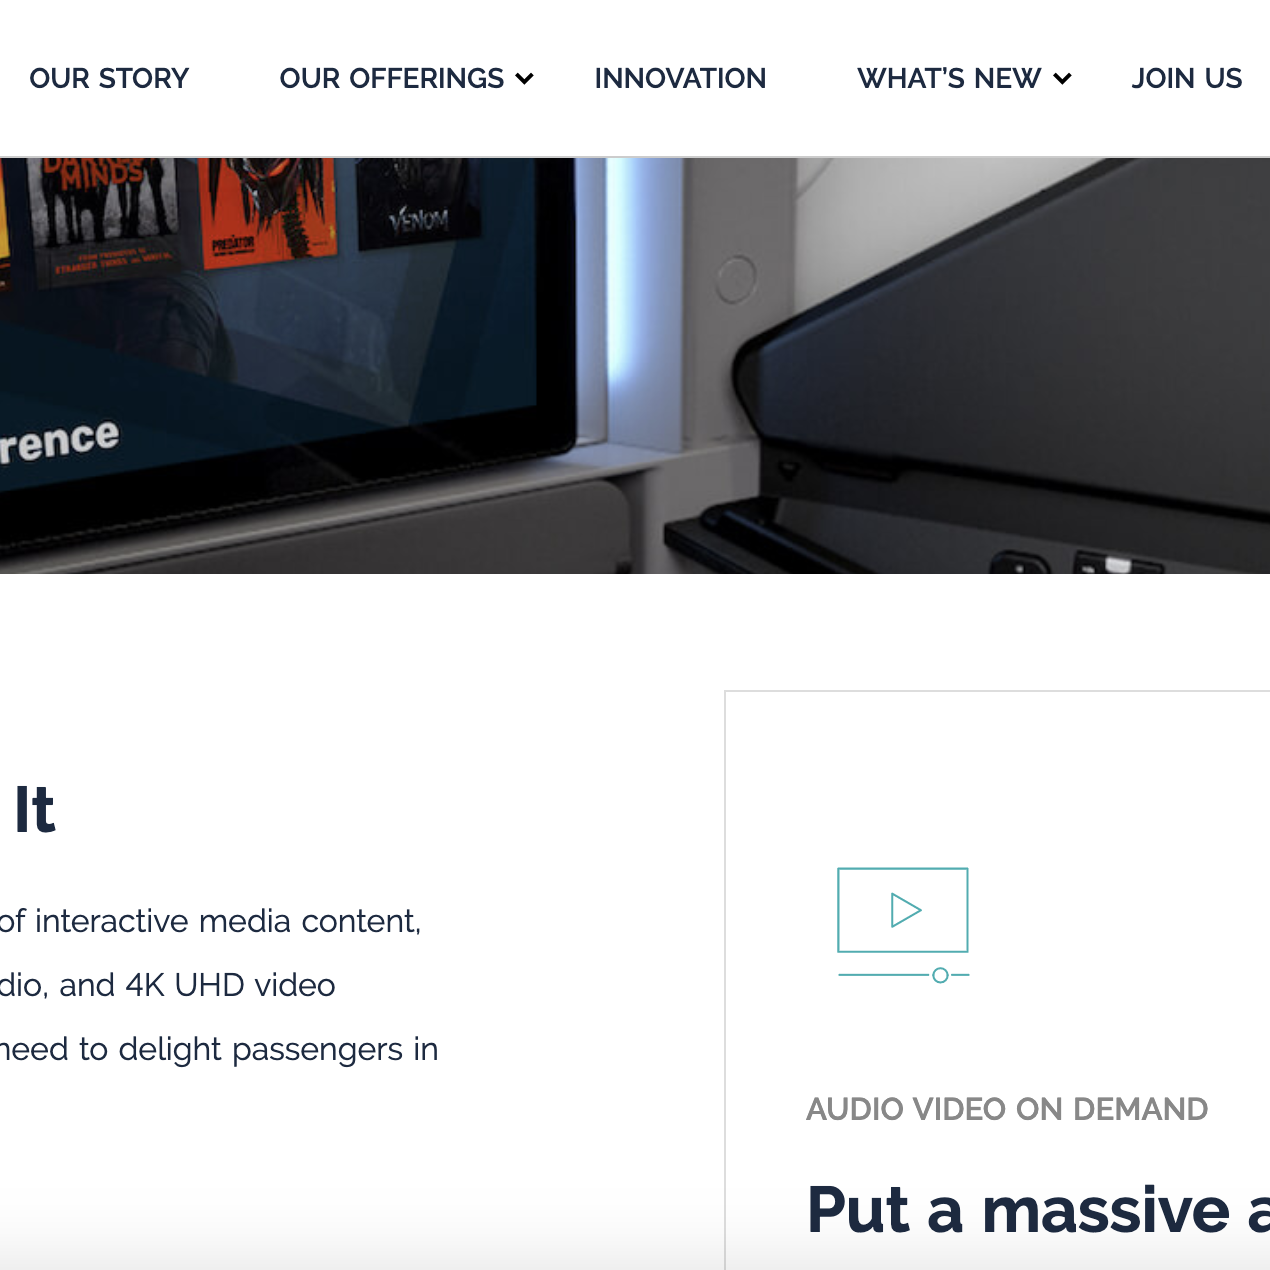 OUR STORY OUR OFFERINGS INNOVATION WHAT'S NEW JOIN US
MINDS
PREDATOR
VENOM
rence
It
of interactive media content,
dio, and 4K UHD video
need to delight passengers in
AUDIO VIDEO ON DEMAND
Put a massive a